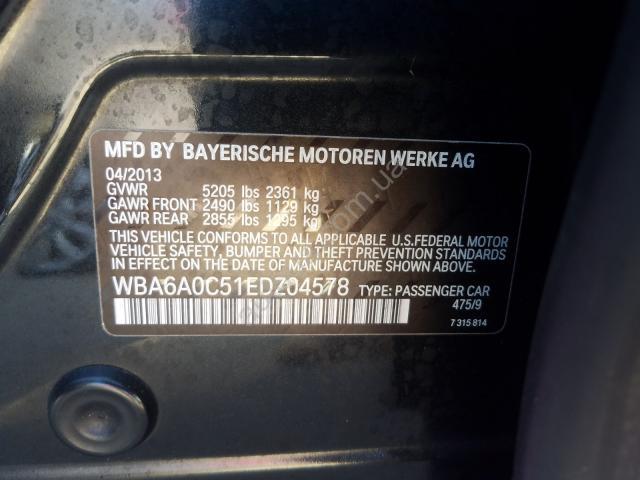 MFD BY BAYERISCHE MOTOREN WERKE AG
04/2013
GVWR 5205 lbs 2361 kg
GAWR FRONT 2490 lbs 1129 kg
GAWR REAR 2855 lbs 1295 kg
THIS VEHICLE CONFORMS TO ALL APPLICABLE U.S.FEDERAL MOTOR
VEHICLE SAFETY, BUMPER AND THEFT PREVENTION STANDARDS
IN EFFECT ON THE DATE OF MANUFACTURE SHOWN ABOVE.
WBA6A0C51EDZ04578 TYPE: PASSENGER CAR
475/9
7 315 814